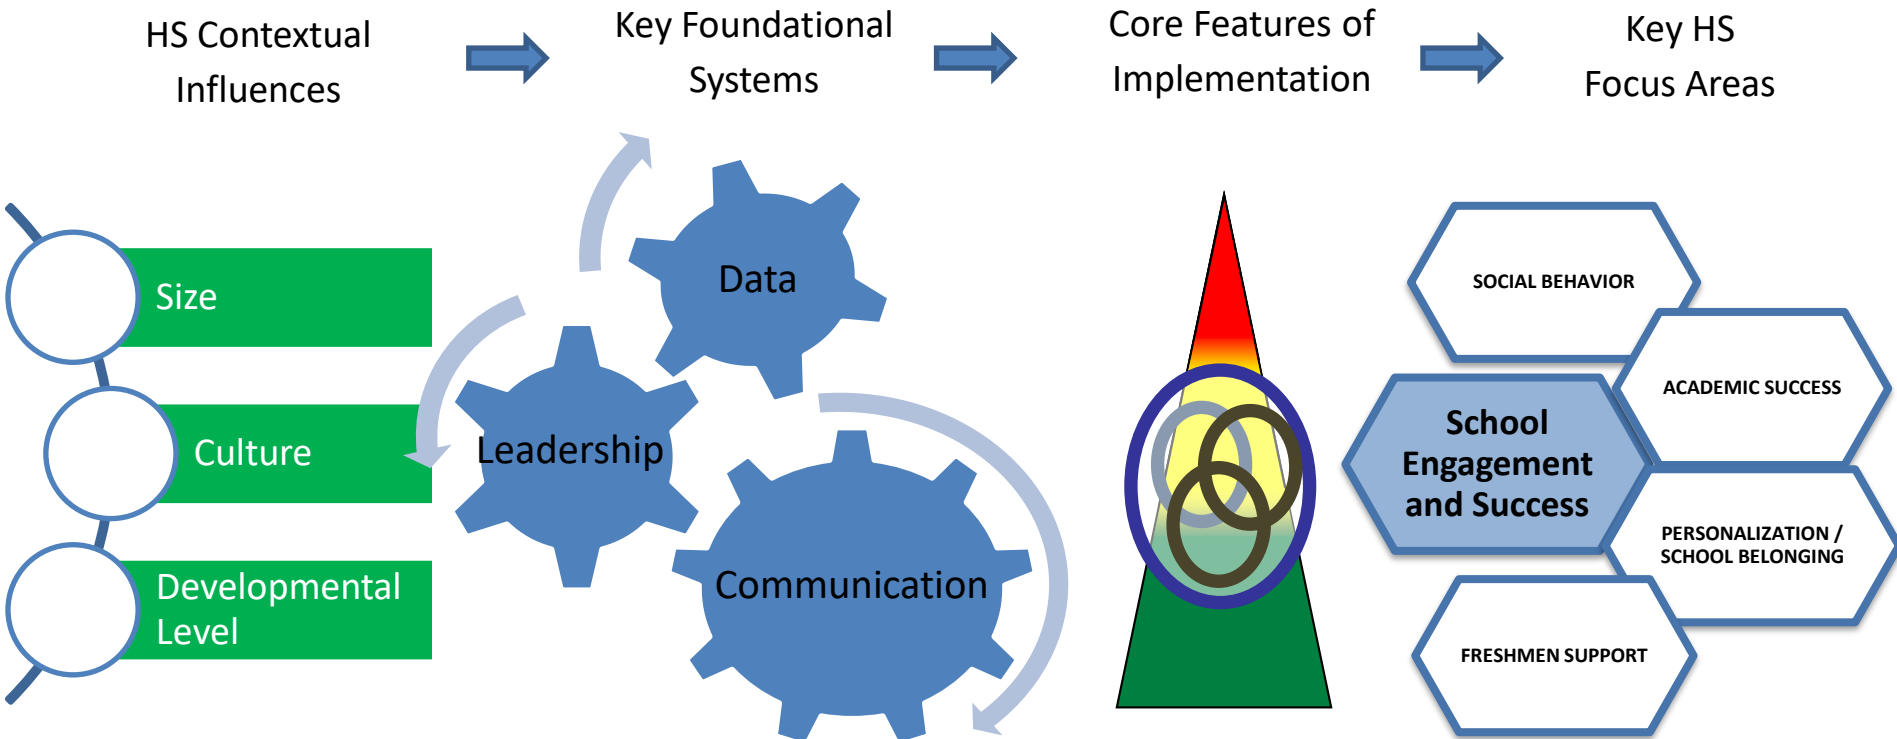 HS Contextual
Influences
Key Foundational
Systems
Core Features of
Implementation
Key HS
Focus Areas
Size
Culture
Developmental
Level
Data
Leadership
Communication
SOCIAL BEHAVIOR
ACADEMIC SUCCESS
School
Engagement
and Success
PERSONALIZATION /
SCHOOL BELONGING
FRESHMEN SUPPORT